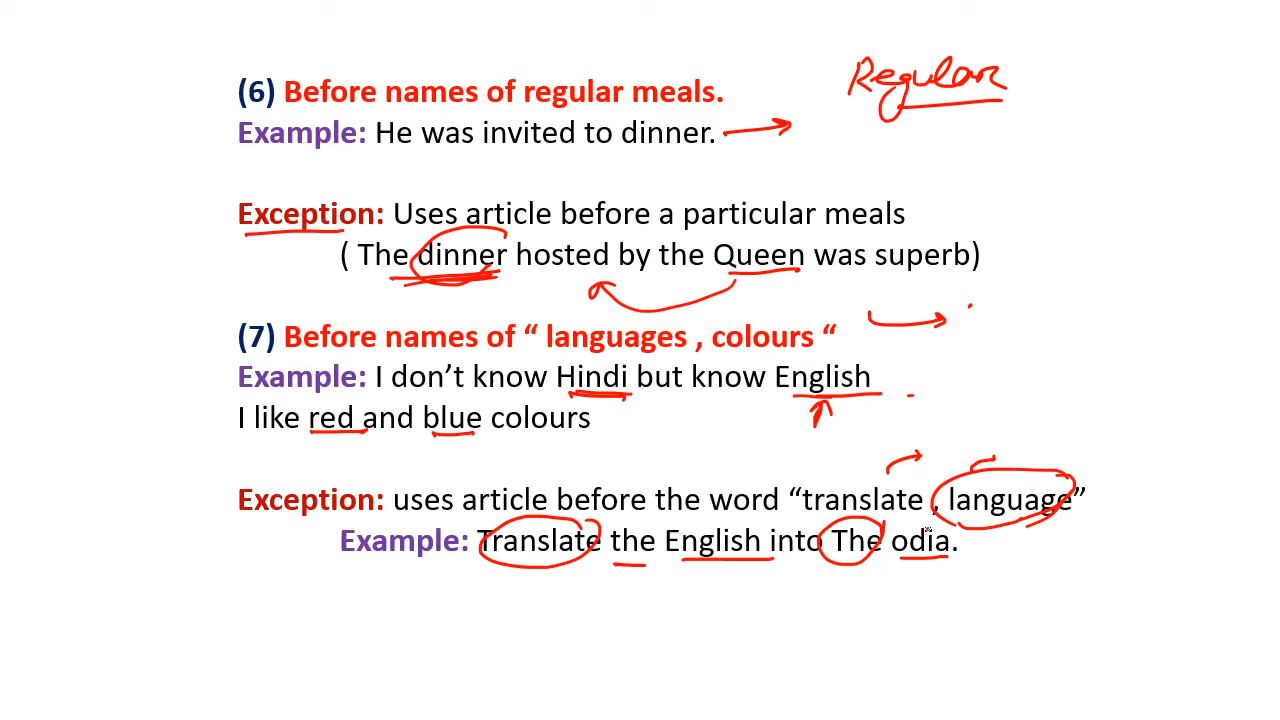 Regular
(6) Before names of regular meals.
Example: He was invited to dinner.
Exception: Uses article before a particular meals
( The dinner hosted by the Queen was superb)
(7) Before names of “ languages , colours “
Example: I don’t know Hindi but know English
I like red and blue colours
Exception: uses article before the word “translate , language”
Example: Translate the English into The odia.